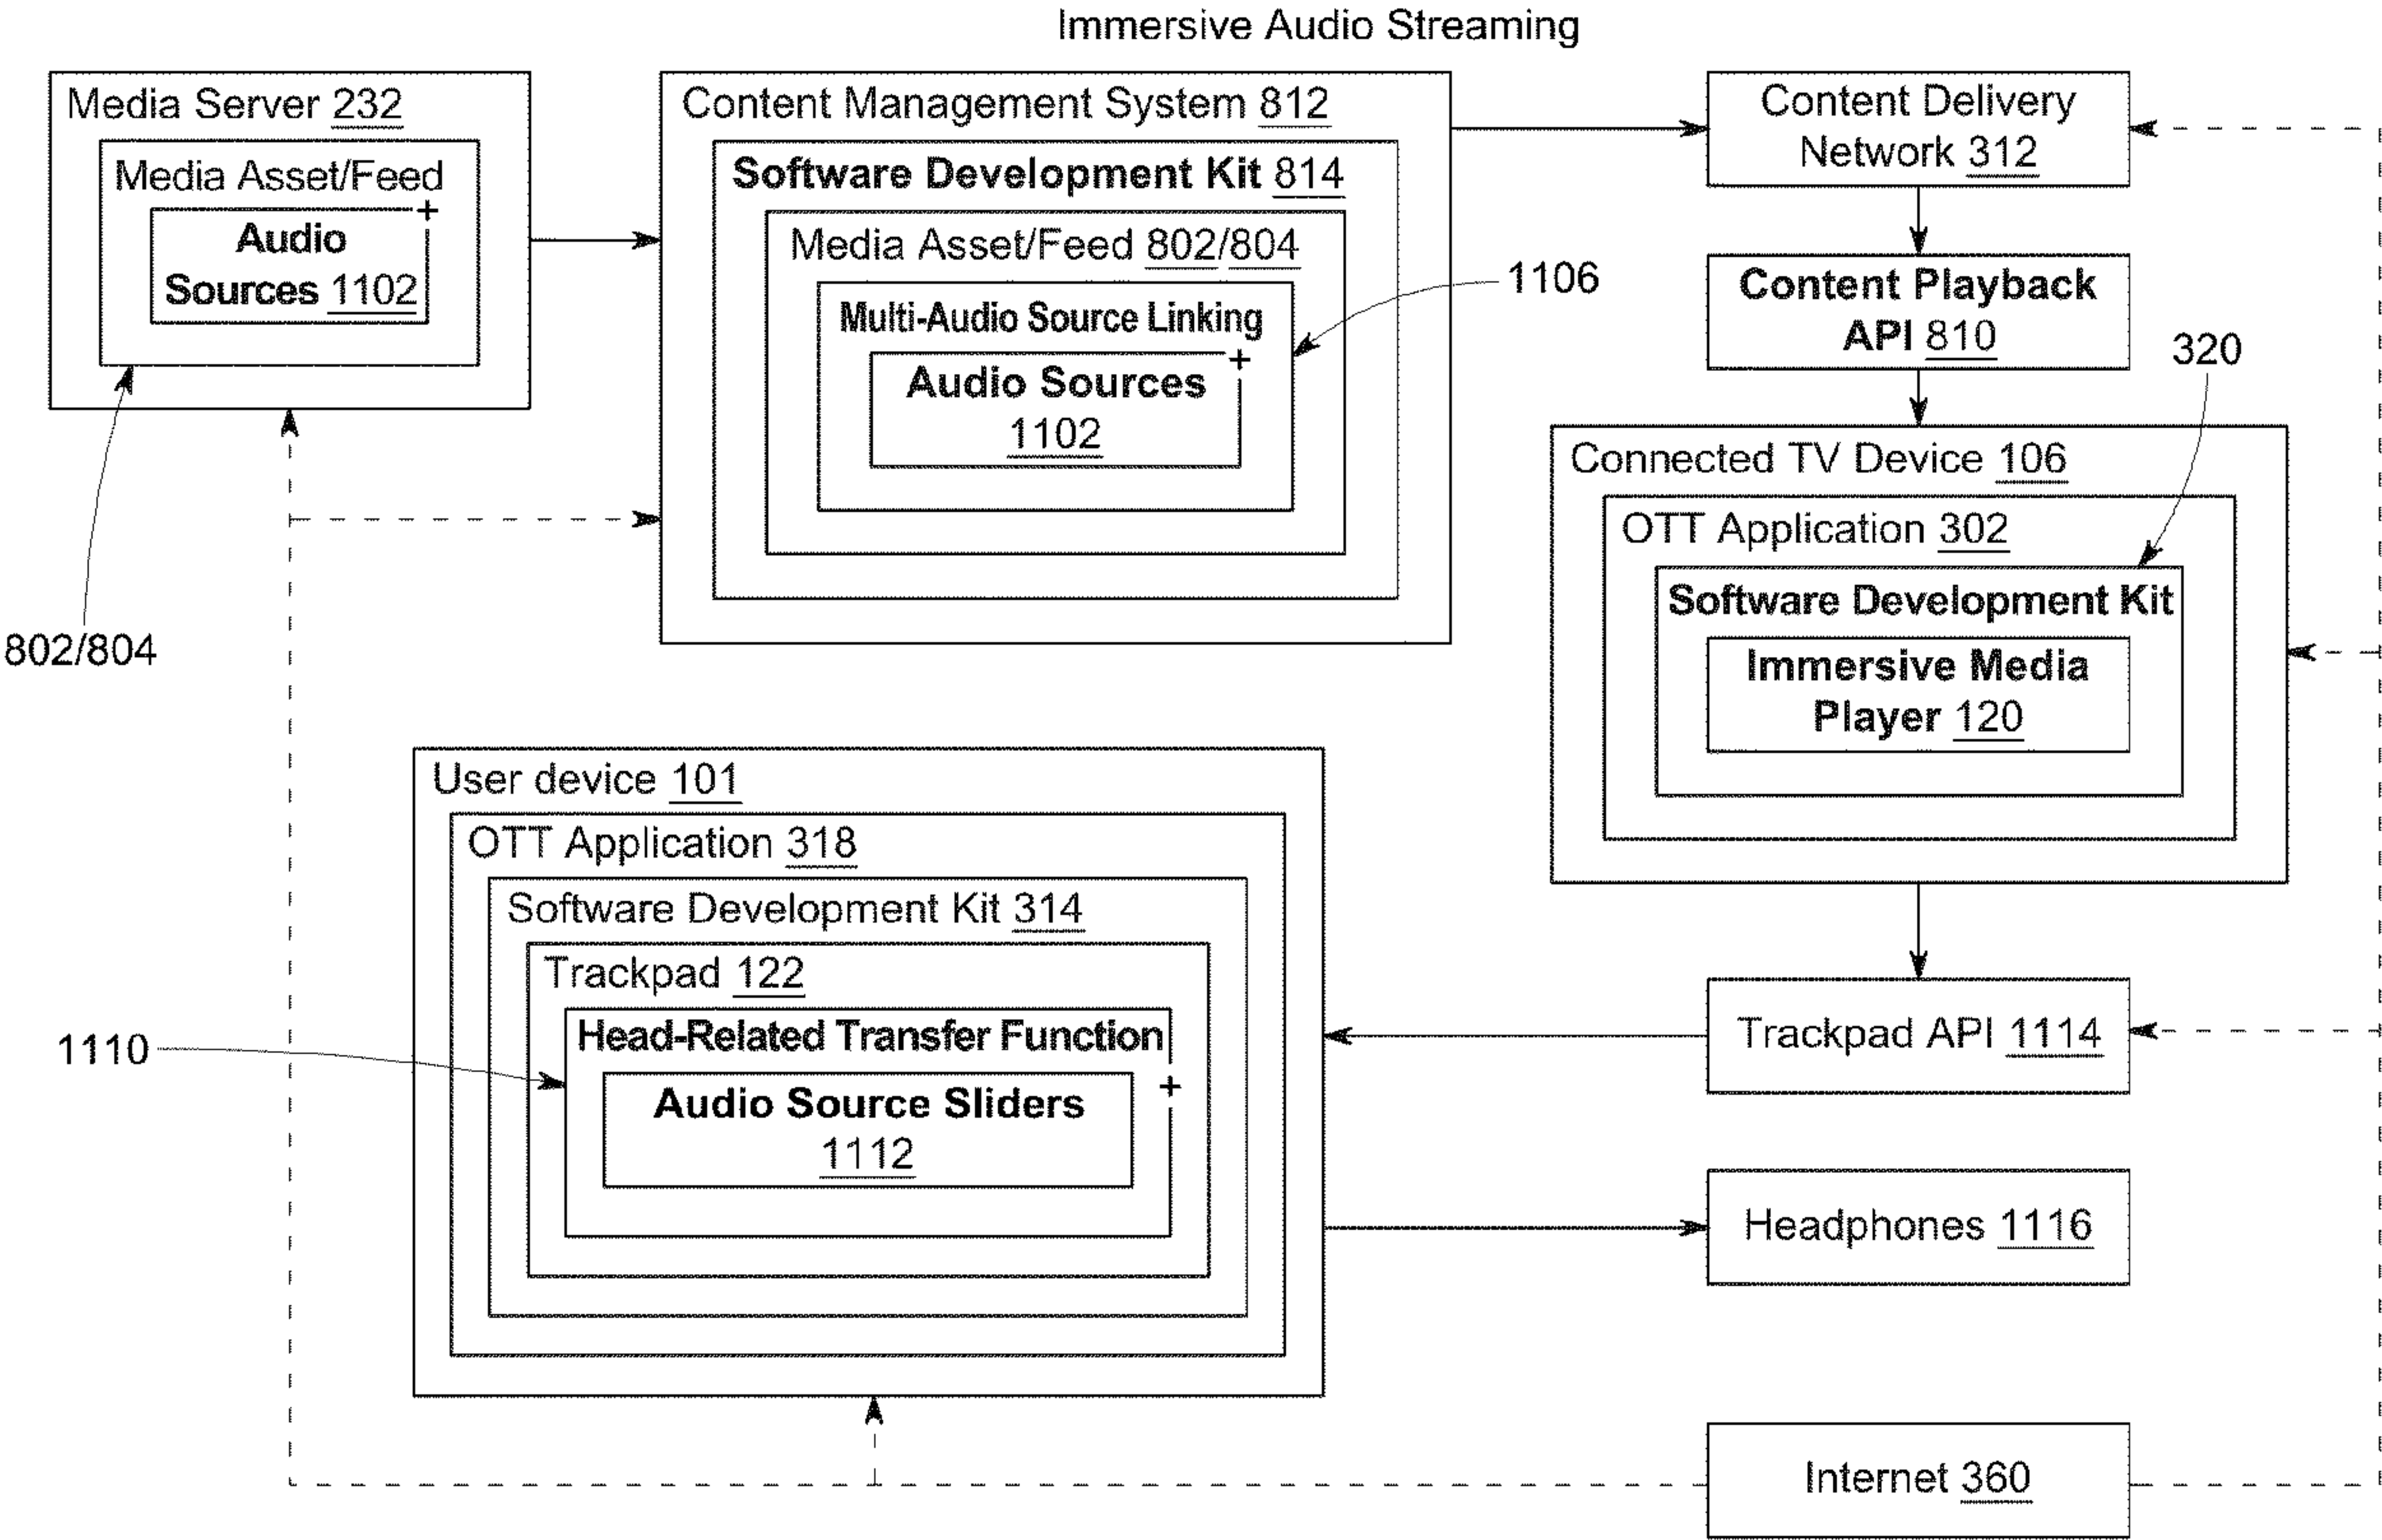 Immersive Audio Streaming
Media Server 232
Media Asset/Feed
+
Audio
Sources 1102
802/804
Content Management System 812
Software Development Kit 814
Media Asset/Feed 802/804
Multi-Audio Source Linking
+
Audio Sources
1102
1106
Content Delivery
Network 312
Content Playback
API 810
320
Connected TV Device 106
OTT Application 302
Software Development Kit
Immersive Media
Player 120
User device 101
OTT Application 318
Software Development Kit 314
Trackpad 122
Head-Related Transfer Function
+
Audio Source Sliders
1112
1110
Trackpad API 1114
Headphones 1116
Internet 360